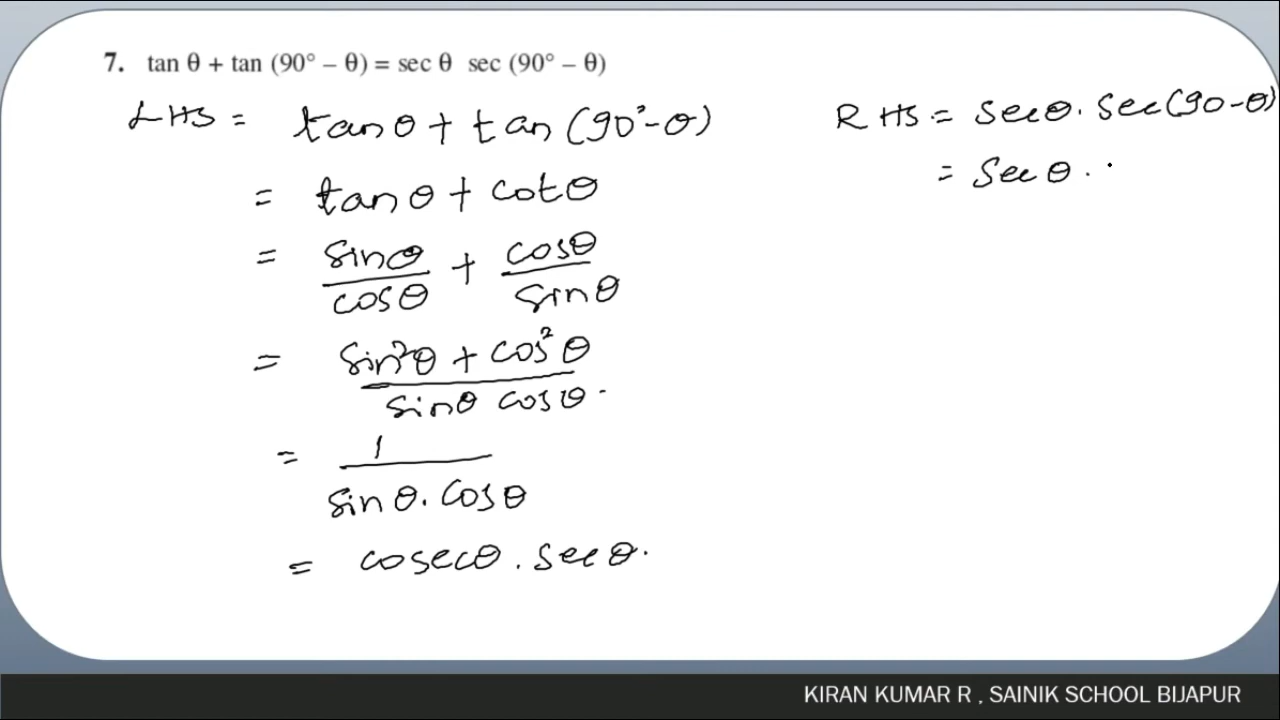 7. tan θ + tan (90° – θ) = sec θ sec (90° – θ)
LHS = tanθ + tan(90°-θ)
= tanθ + cotθ
= sinθ/cosθ + cosθ/sinθ
= sin²θ + cos²θ / sinθ cosθ.
= 1 / sinθ. cosθ
= cosecθ . secθ.
RHS = secθ. sec(90-θ)
= secθ .
KIRAN KUMAR R , SAINIK SCHOOL BIJAPUR